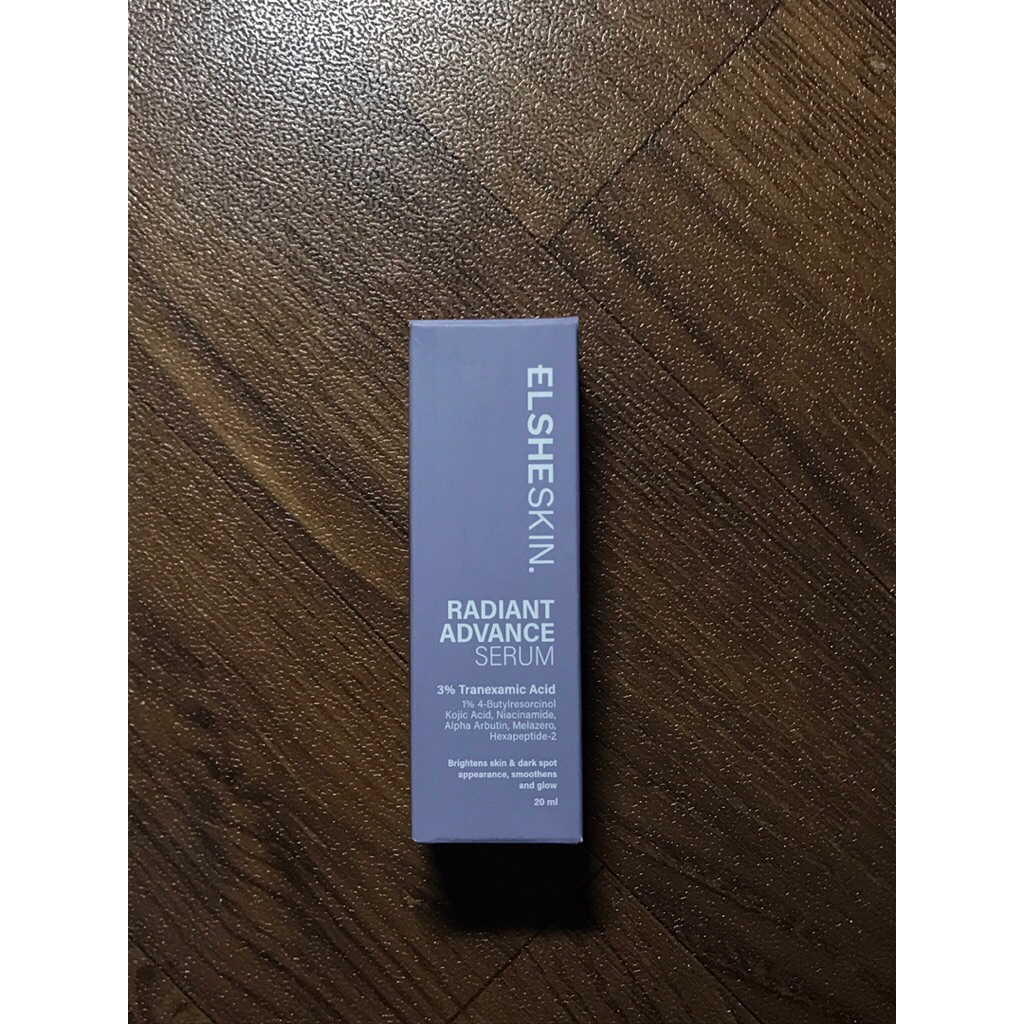 ELSHESKIN.
RADIANT
ADVANCE
SERUM
3% Tranexamic Acid
1% 4-Butylresorcinol
Kojic Acid, Niacinamide,
Alpha Arbutin, Melazero,
Hexapeptide-2
Brightens skin & dark spot
appearance, smoothens
and glow
20 ml